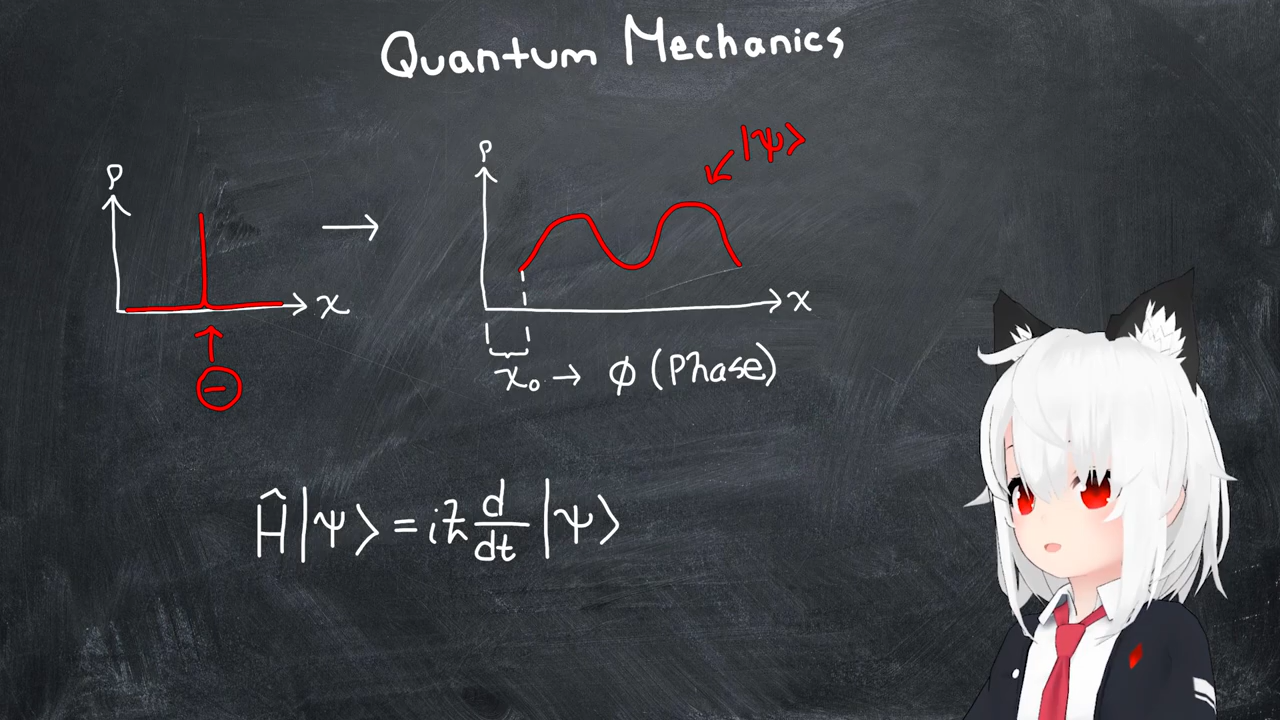 Quantum Mechanics
P
x
→
P
x
|ψ⟩
x₀ → φ (Phase)
⊖
Ĥ|ψ⟩ = iħ d/dt |ψ⟩